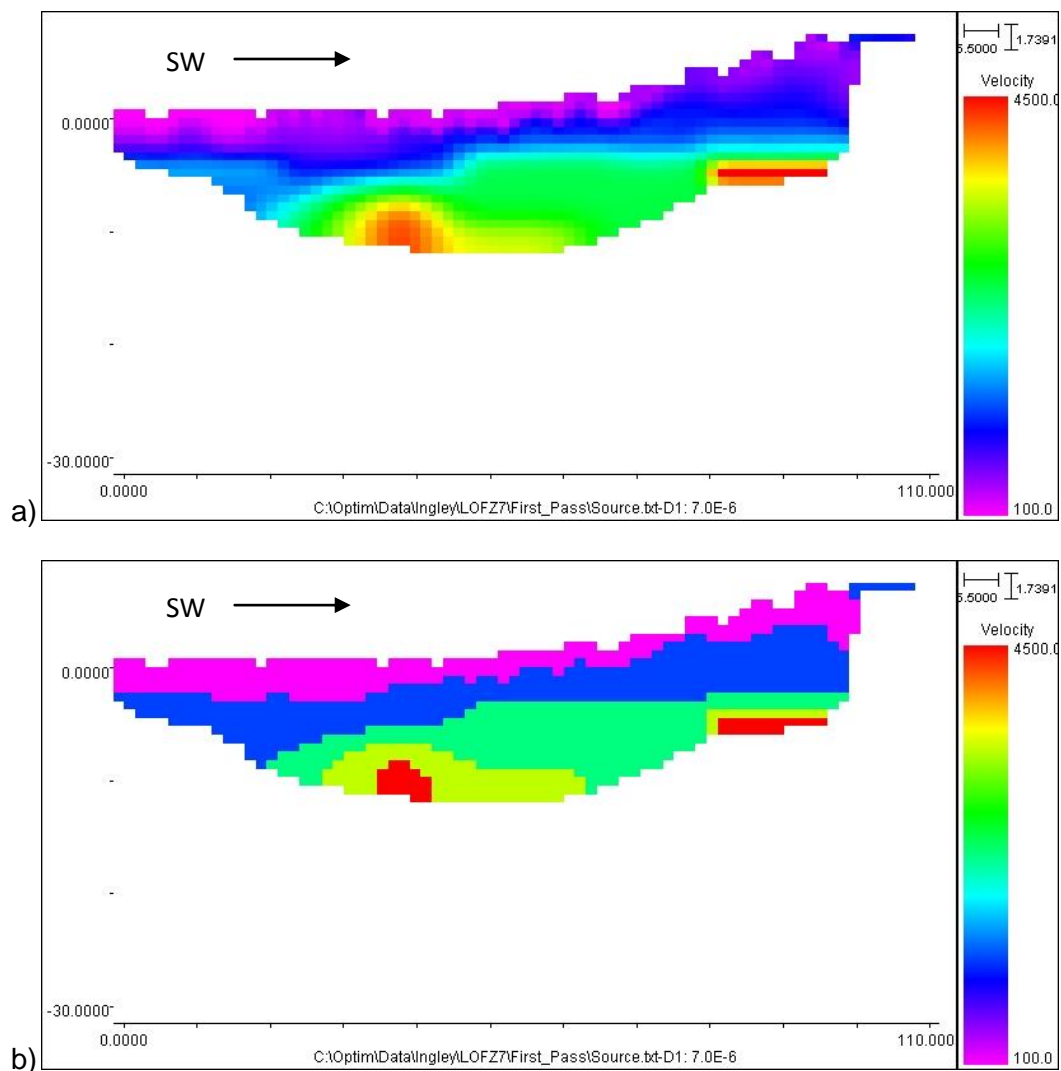 SW
5.5000 1.7391
Velocity
4500.0
0.0000
-30.0000
100.0
0.0000 110.000
a) C:\Optim\Data\Ingley\LOFZ7\First_Pass\Source.txt-D1: 7.0E-6
SW
5.5000 1.7391
Velocity
4500.0
0.0000
-30.0000
100.0
0.0000 110.000
b) C:\Optim\Data\Ingley\LOFZ7\First_Pass\Source.txt-D1: 7.0E-6